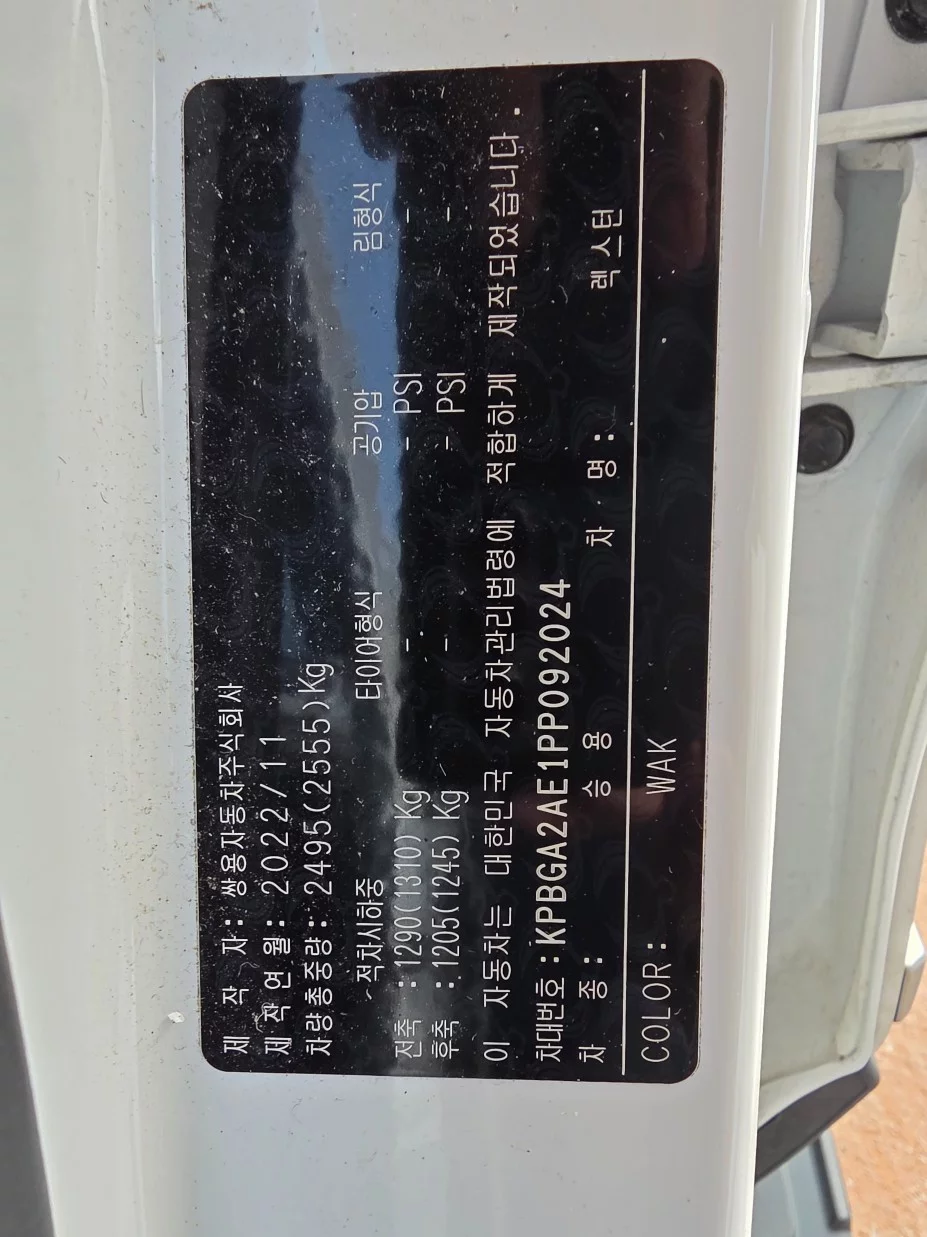 제 작 자 : 쌍용자동차주식회사
제 작 연 월 : 2022/11
차량총중량 : 2495(2555)Kg
적차시하중 타이어형식 공기압 림형식
전축 : 1290(1310) Kg - - PSI -
후축 : 1205(1245) Kg - - PSI -
이 자동차는 대한민국 자동차관리법령에 적합하게 제작되었습니다.
차대번호 : KPBGA2AE1PP092024
차 종 : 승 용 차 명 : 렉스턴
COLOR: WAK